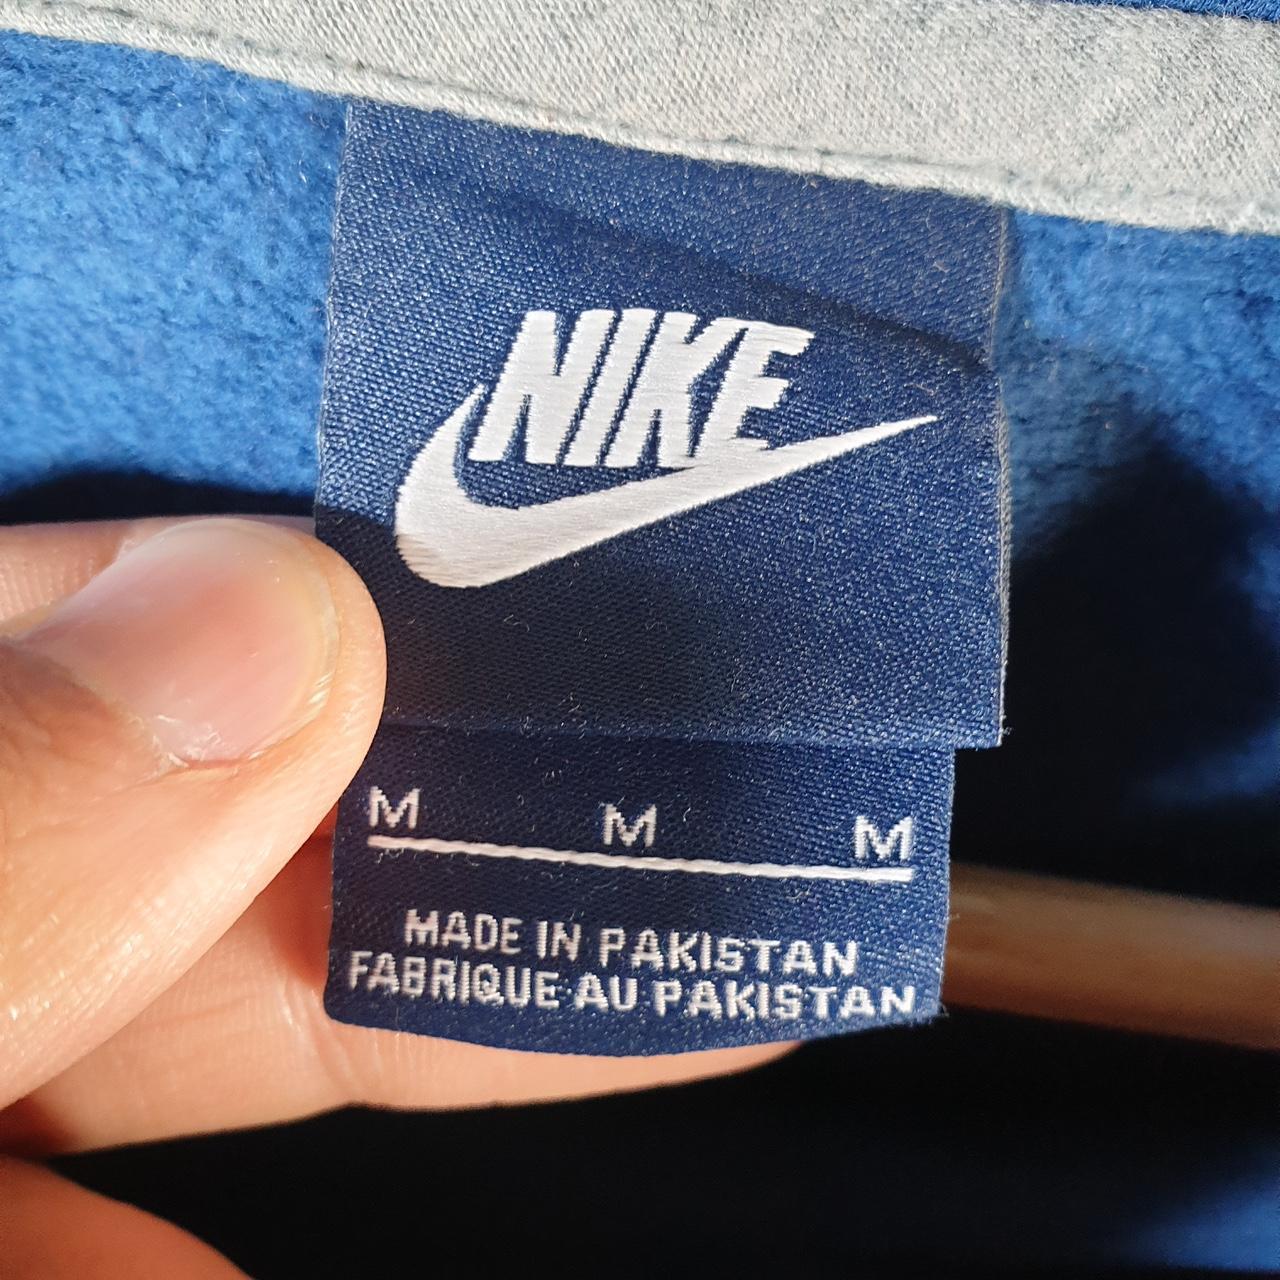 NIKE
M M M
MADE IN PAKISTAN
FABRIQUE AU PAKISTAN